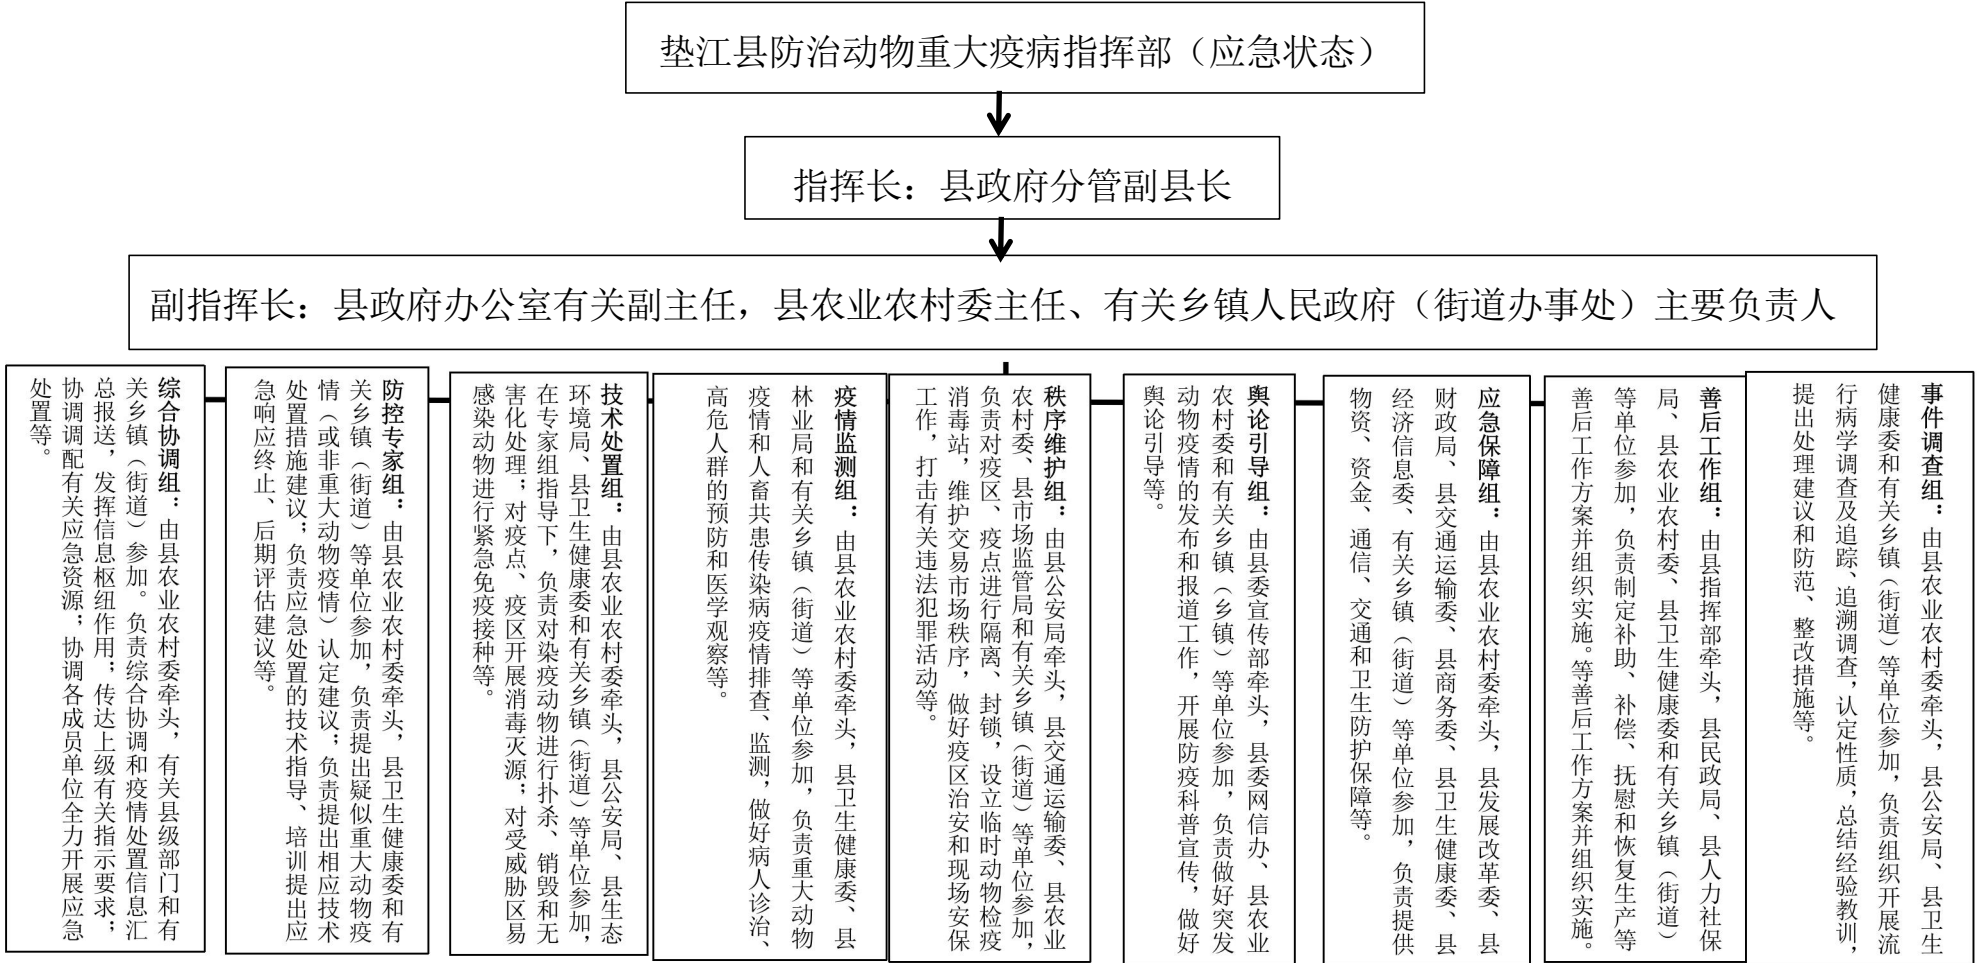 垫江县防治动物重大疫病指挥部（应急状态）
指挥长：县政府分管副县长
副指挥长：县政府办公室有关副主任，县农业农村委主任、有关乡镇人民政府（街道办事处）主要负责人
综合协调组：由县农业农村委牵头，有关县级部门和有
关乡镇（街道）参加。负责综合协调和疫情处置信息汇
总报送，发挥信息枢纽作用；传达上级有关指示要求；
协调调配有关应急资源；协调各成员单位全力开展应急
处置等。
防控专家组：由县农业农村委牵头，县卫生健康委和有
关乡镇（街道）等单位参加，负责提出疑似重大动物疫
情（或非重大动物疫情）认定建议；负责提出相应技术
处置措施建议；负责应急处置的技术指导、培训提出应
急响应终止、后期评估建议等。
技术处置组：由县农业农村委牵头，县公安局、县生态
环境局、县卫生健康委和有关乡镇（街道）等单位参加，
在专家组指导下，负责对染疫动物进行扑杀、销毁和无
害化处理；对疫点、疫区开展消毒灭源；对受威胁区易
感染动物进行紧急免疫接种等。
疫情监测组：由县农业农村委牵头，县卫生健康委、县
林业局和有关乡镇（街道）等单位参加，负责重大动物
疫情和人畜共患传染病疫情排查、监测，做好病人诊治、
高危人群的预防和医学观察等。
秩序维护组：由县公安局牵头，县交通运输委、县农业
农村委、县市场监管局和有关乡镇（街道）等单位参加，
负责对疫区、疫点进行隔离、封锁，设立临时动物检疫
消毒站，维护交易市场秩序，做好疫区治安和现场安保
工作，打击有关违法犯罪活动等。
舆论引导组：由县委宣传部牵头，县委网信办、县农业
农村委和有关乡镇（乡镇）等单位参加，负责做好突发
动物疫情的发布和报道工作，开展防疫科普宣传，做好
舆论引导等。
应急保障组：由县农业农村委牵头，县发展改革委、县
财政局、县交通运输委、县商务委、县卫生健康委、县
经济信息委、有关乡镇（街道）等单位参加，负责提供
物资、资金、通信、交通和卫生防护保障等。
善后工作组：由县指挥部牵头，县民政局、县人力社保
局、县农业农村委、县卫生健康委和有关乡镇（街道）
等单位参加，负责制定补助、补偿、抚慰和恢复生产等
善后工作方案并组织实施。等善后工作方案并组织实施。
事件调查组：由县农业农村委牵头，县公安局、县卫生
健康委和有关乡镇（街道）等单位参加，负责组织开展流
行病学调查及追踪、追溯调查，认定性质，总结经验教训，
提出处理建议和防范、整改措施等。